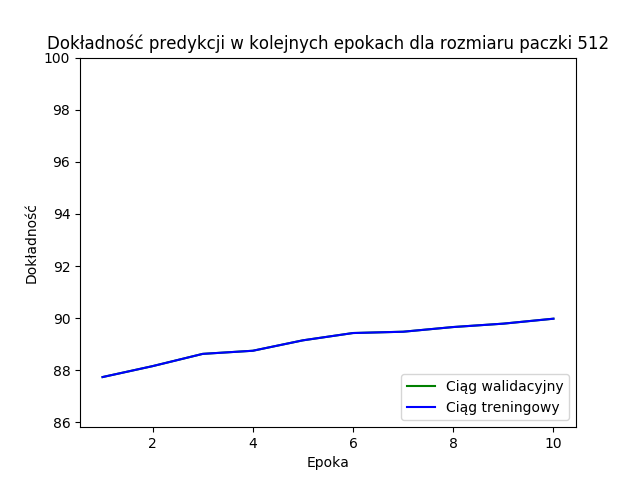 Dokładność predykcji w kolejnych epokach dla rozmiaru paczki 512
100
98
96
94
92
90
88
86
Dokładność
Ciąg walidacyjny
Ciąg treningowy
2 4 6 8 10
Epoka